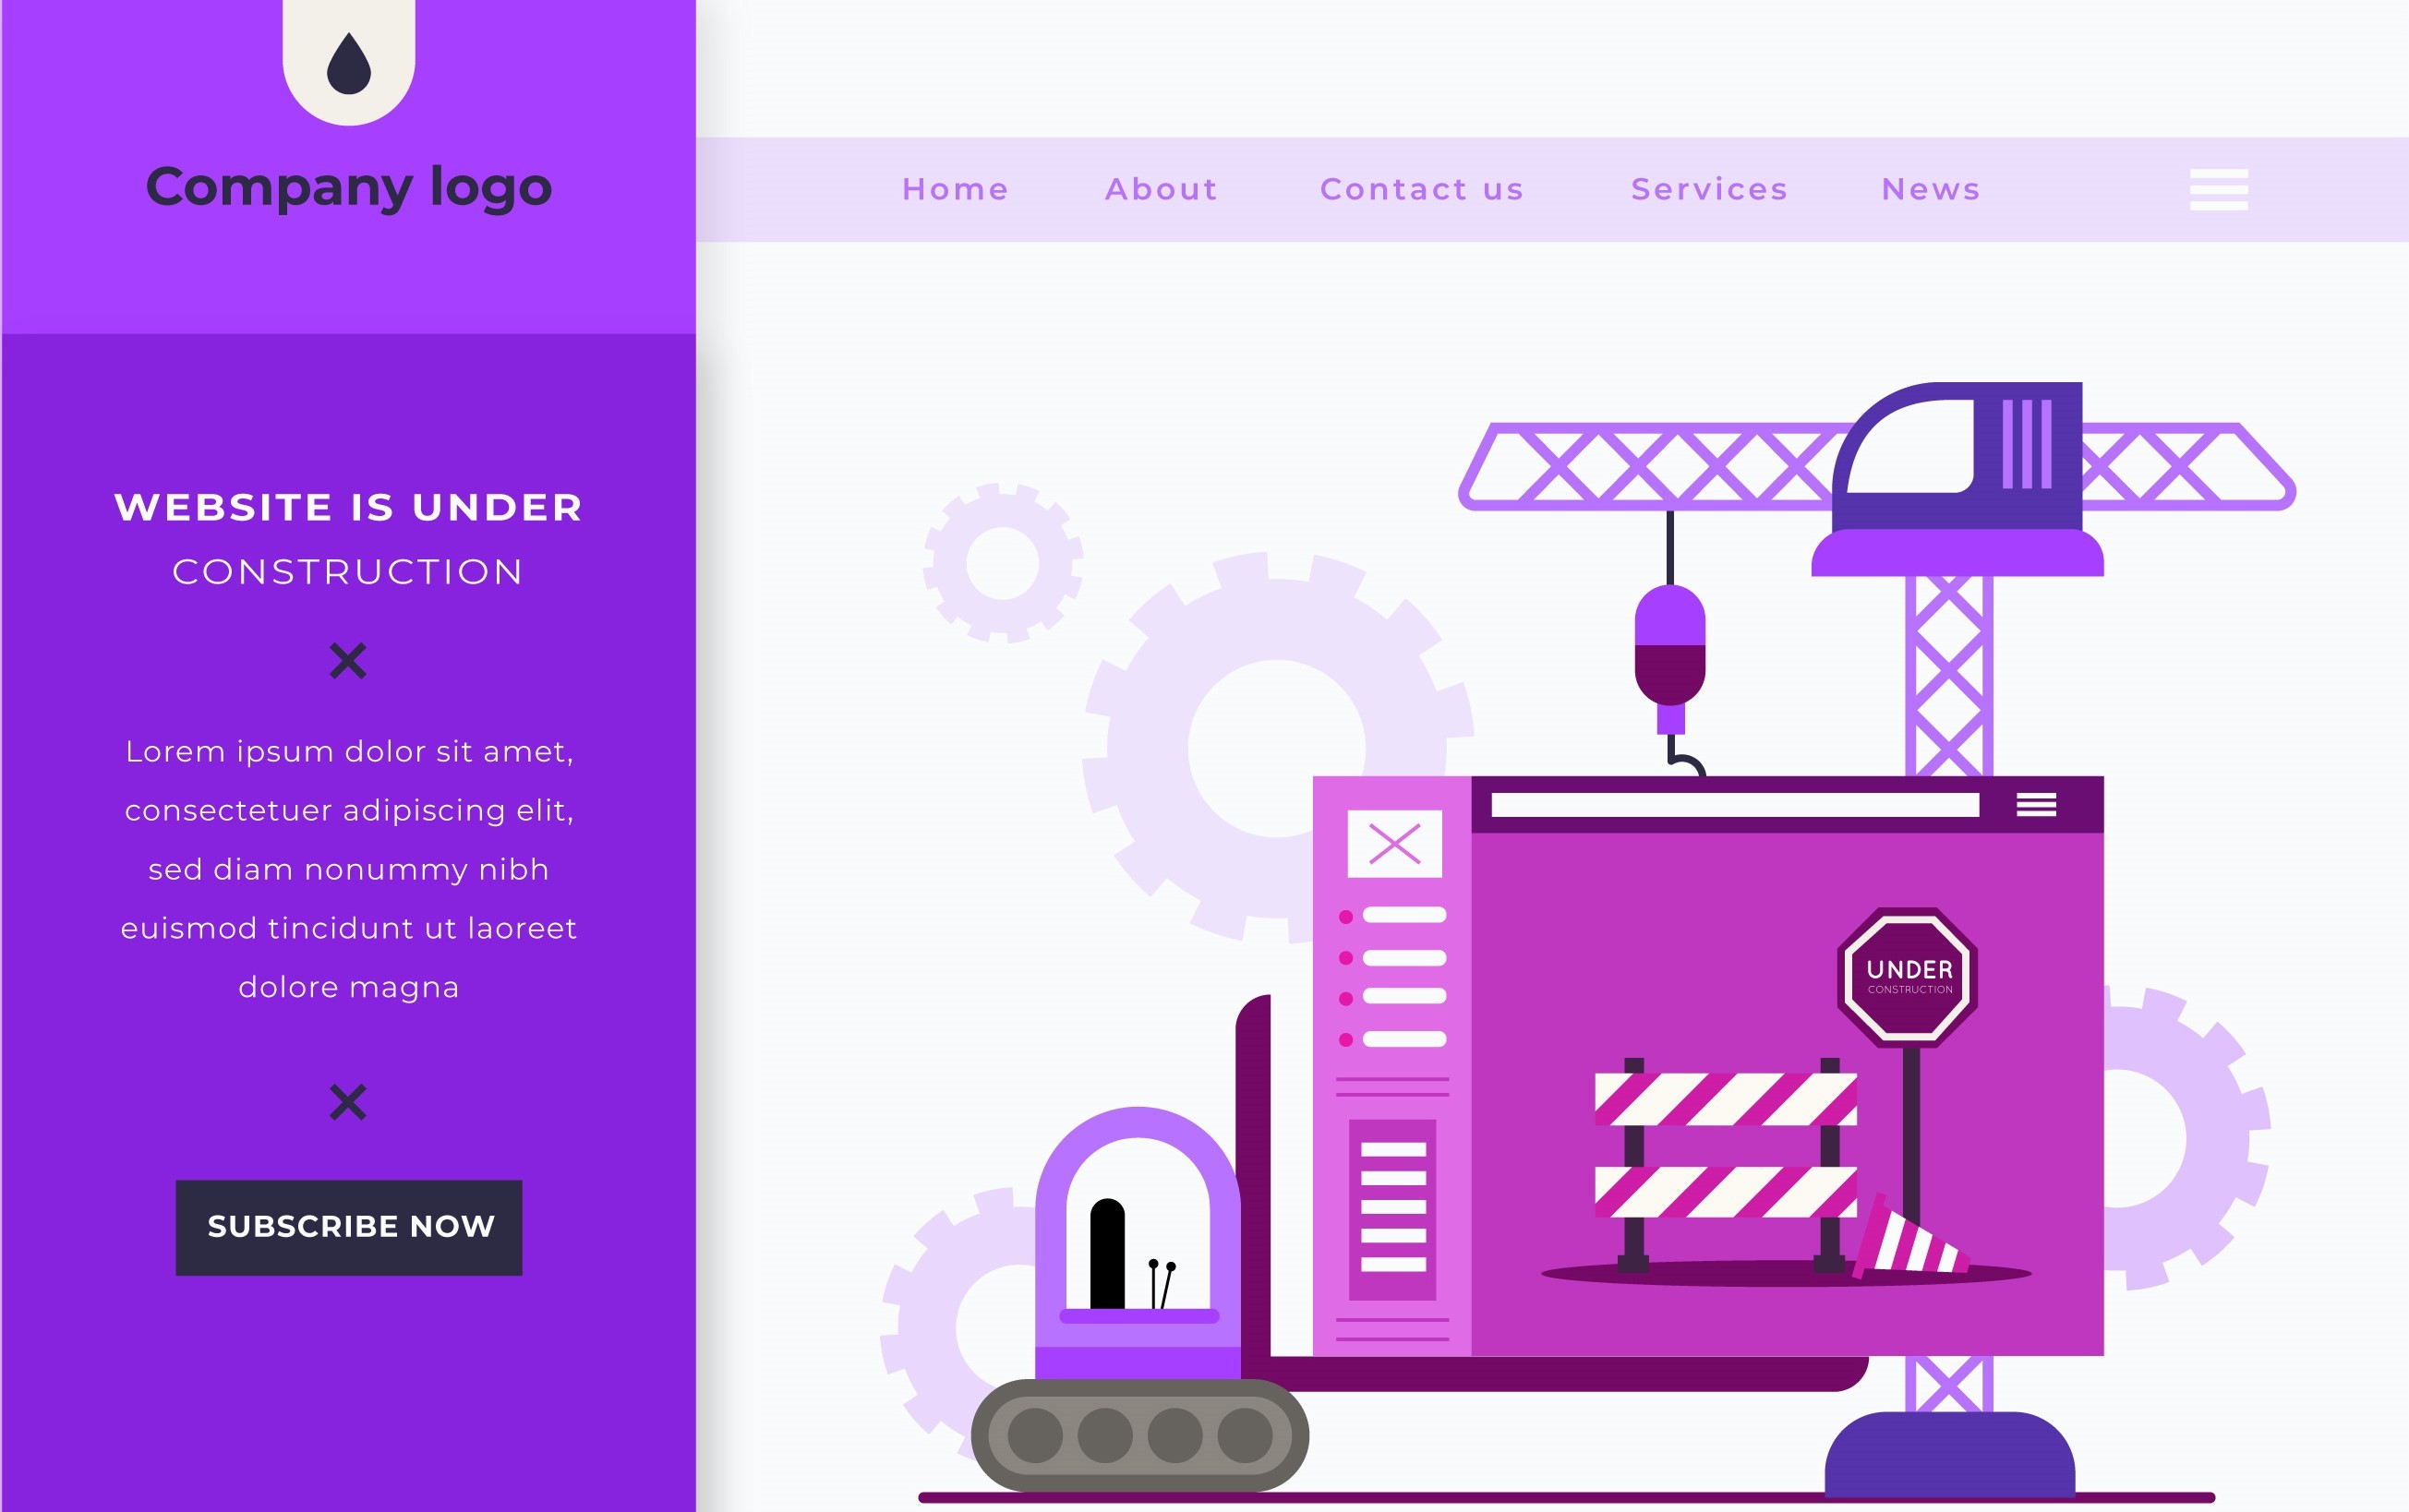 Company logo
Home About Contact us Services News
WEBSITE IS UNDER
CONSTRUCTION
Lorem ipsum dolor sit amet,
consectetuer adipiscing elit,
sed diam nonummy nibh
euismod tincidunt ut laoreet
dolore magna
SUBSCRIBE NOW
UNDER
CONSTRUCTION